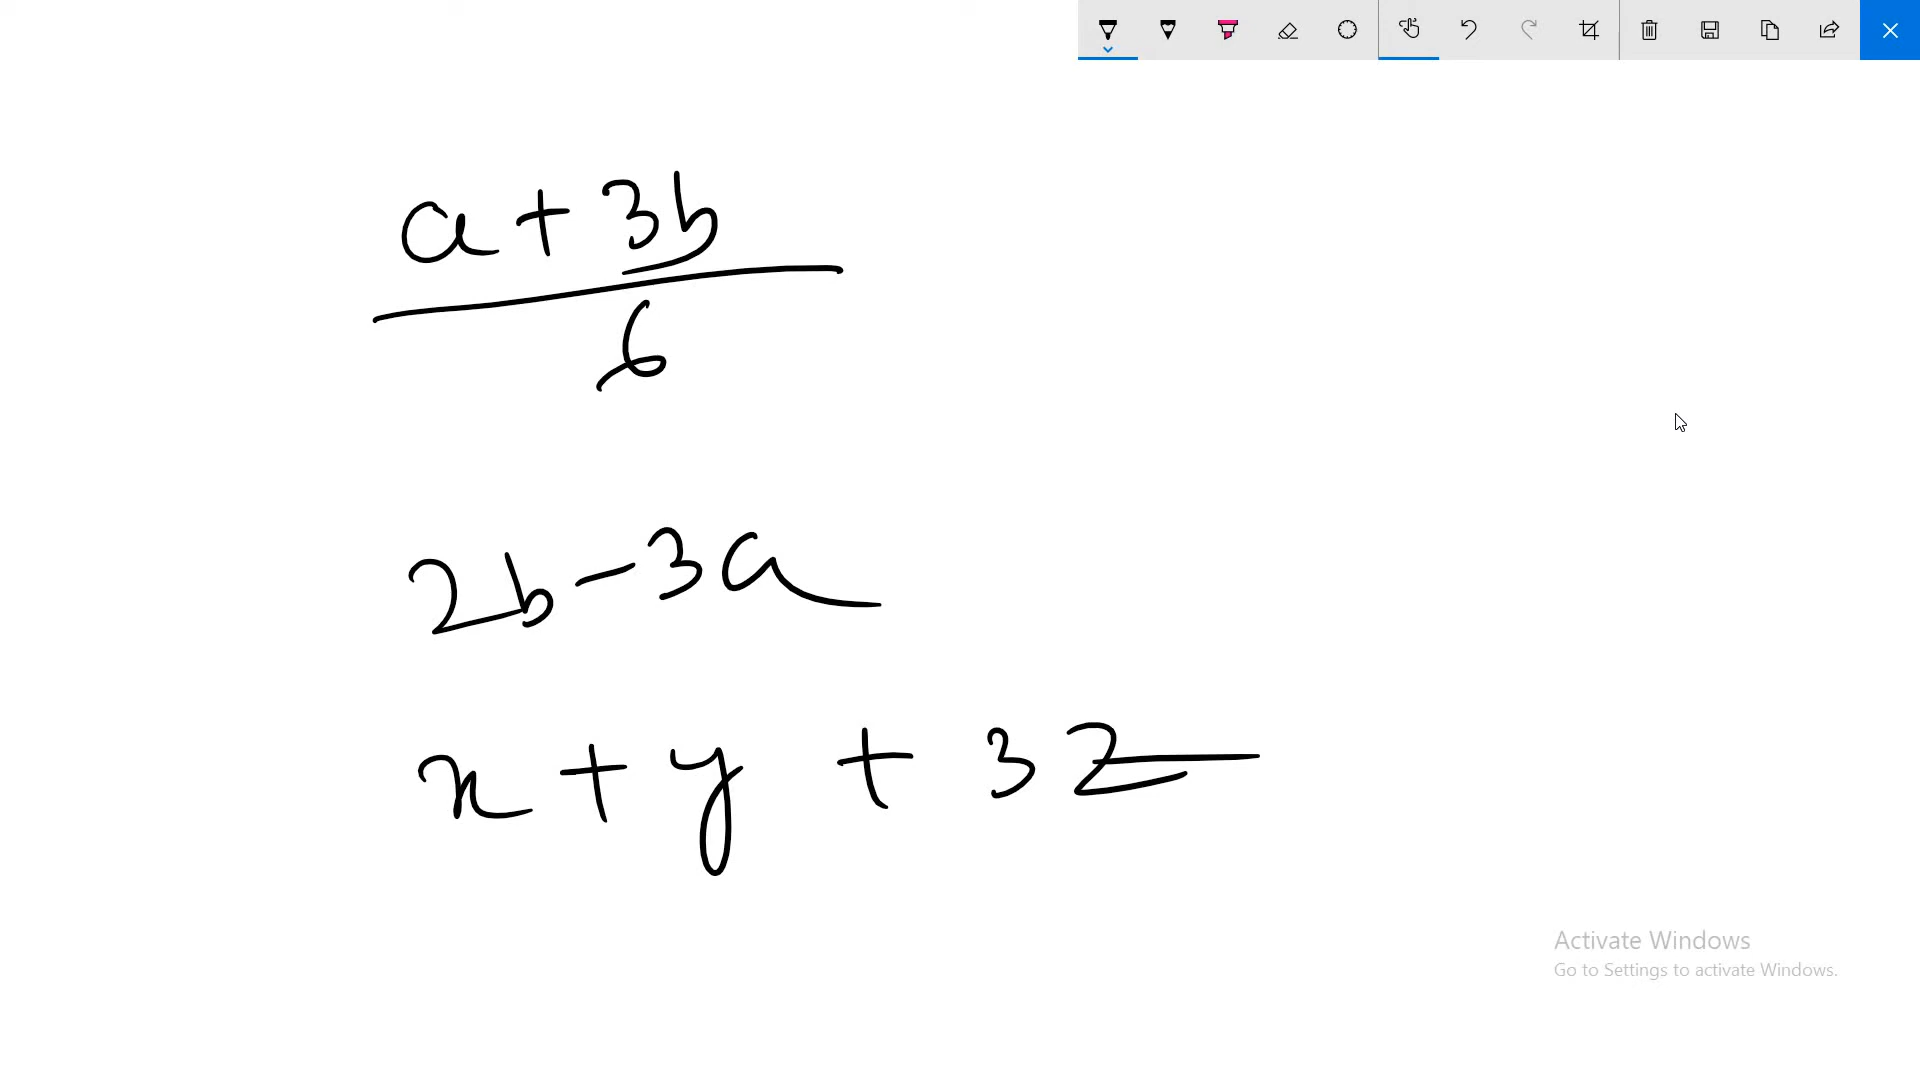 a + 3b
6
2b - 3a
x + y + 3z
Activate Windows
Go to Settings to activate Windows.